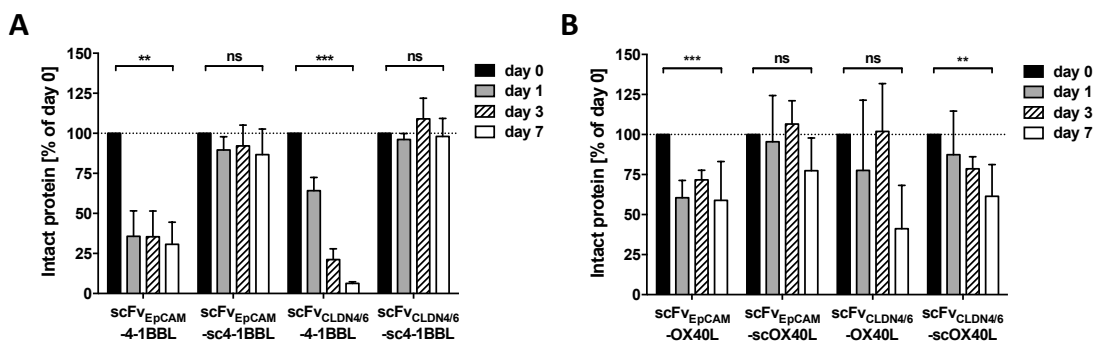 A
Intact protein [% of day 0]
150
125
100
75
50
25
0
**
ns
***
ns
day 0
day 1
day 3
day 7
scFvEpCAM
-4-1BBL
scFvEpCAM
-sc4-1BBL
scFvCLDN4/6
-4-1BBL
scFvCLDN4/6
-sc4-1BBL
B
Intact protein [% of day 0]
150
125
100
75
50
25
0
***
ns
ns
**
day 0
day 1
day 3
day 7
scFvEpCAM
-OX40L
scFvEpCAM
-scOX40L
scFvCLDN4/6
-OX40L
scFvCLDN4/6
-scOX40L